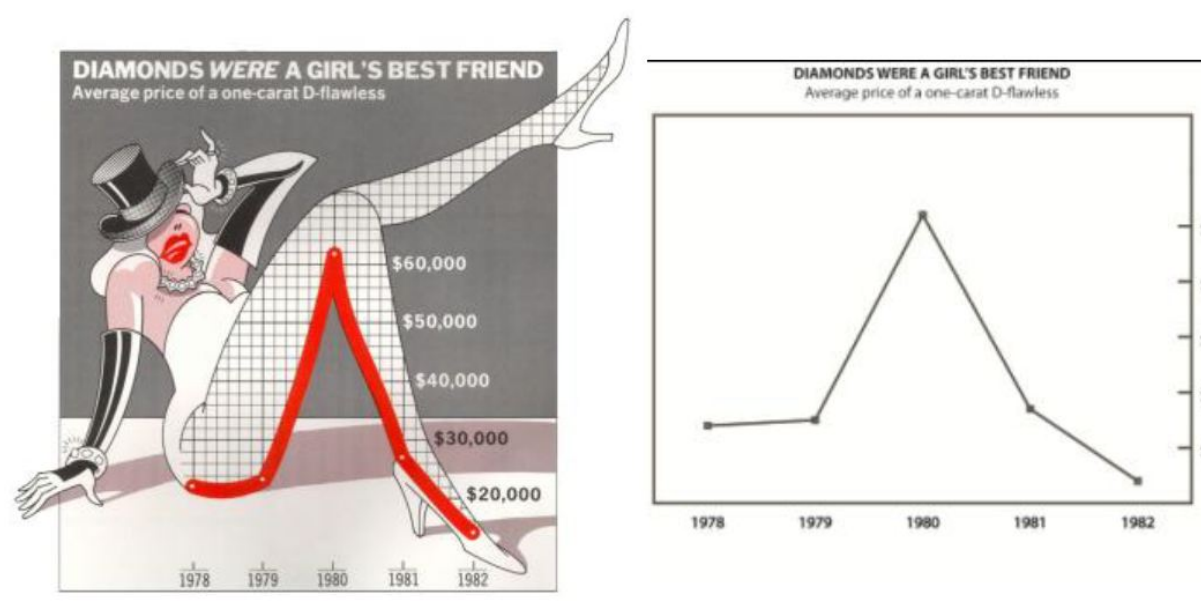 DIAMONDS WERE A GIRL'S BEST FRIEND
Average price of a one-carat D-flawless
$60,000
$50,000
$40,000
$30,000
$20,000
1978 1979 1980 1981 1982
DIAMONDS WERE A GIRL'S BEST FRIEND
Average price of a one-carat D-flawless
1978 1979 1980 1981 1982